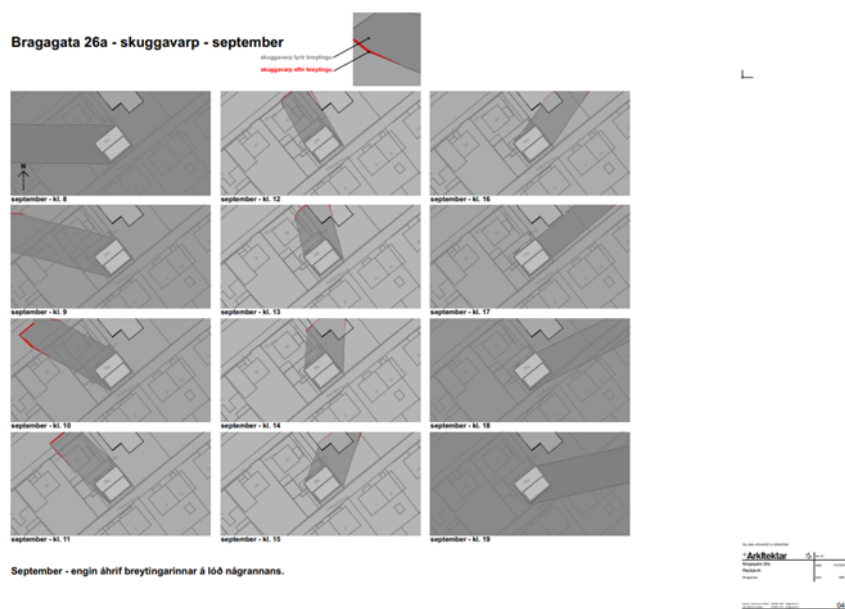 Bragagata 26a - skuggavarp - september
skuggavarp fyrir breytingu
skuggavarp eftir breytingu
N
september - kl. 8
september - kl. 12
september - kl. 16
september - kl. 9
september - kl. 13
september - kl. 17
september - kl. 10
september - kl. 14
september - kl. 18
september - kl. 11
september - kl. 15
september - kl. 19
September - engin áhrif breytingarinnar á lóð nágrannans.
Arkitektar
Bragagata 26a
Reykjavík
04